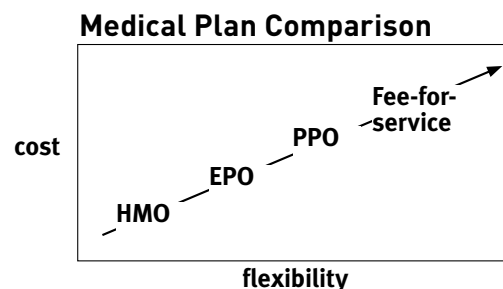 Medical Plan Comparison
Fee-for-
service
PPO
cost
EPO
HMO
flexibility